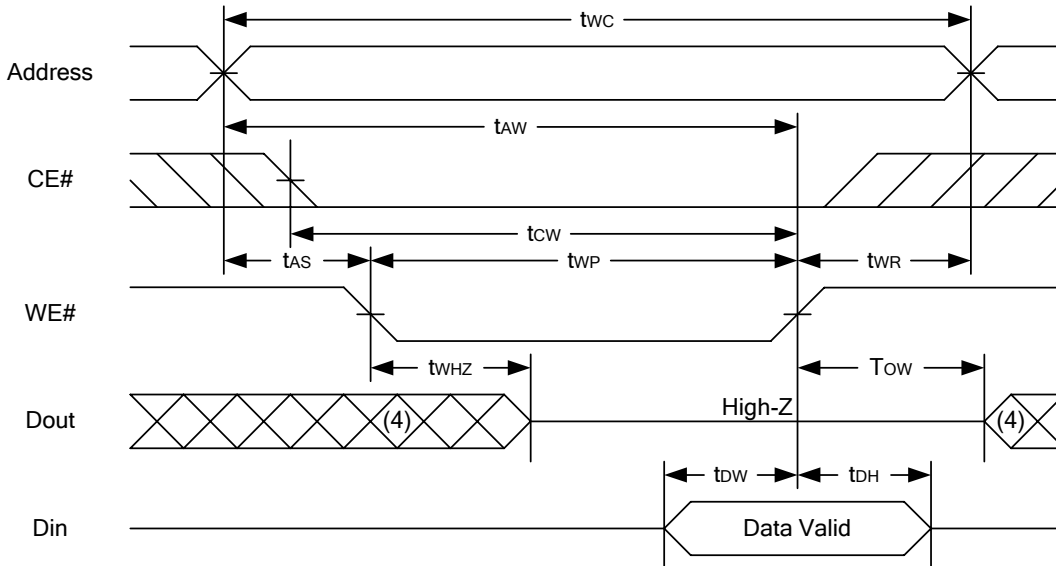 tWC
Address
tAW
CE#
tCW
tAS
tWP
tWR
WE#
tWHZ
TOW
Dout
(4)
High-Z
(4)
tDW
tDH
Din
Data Valid